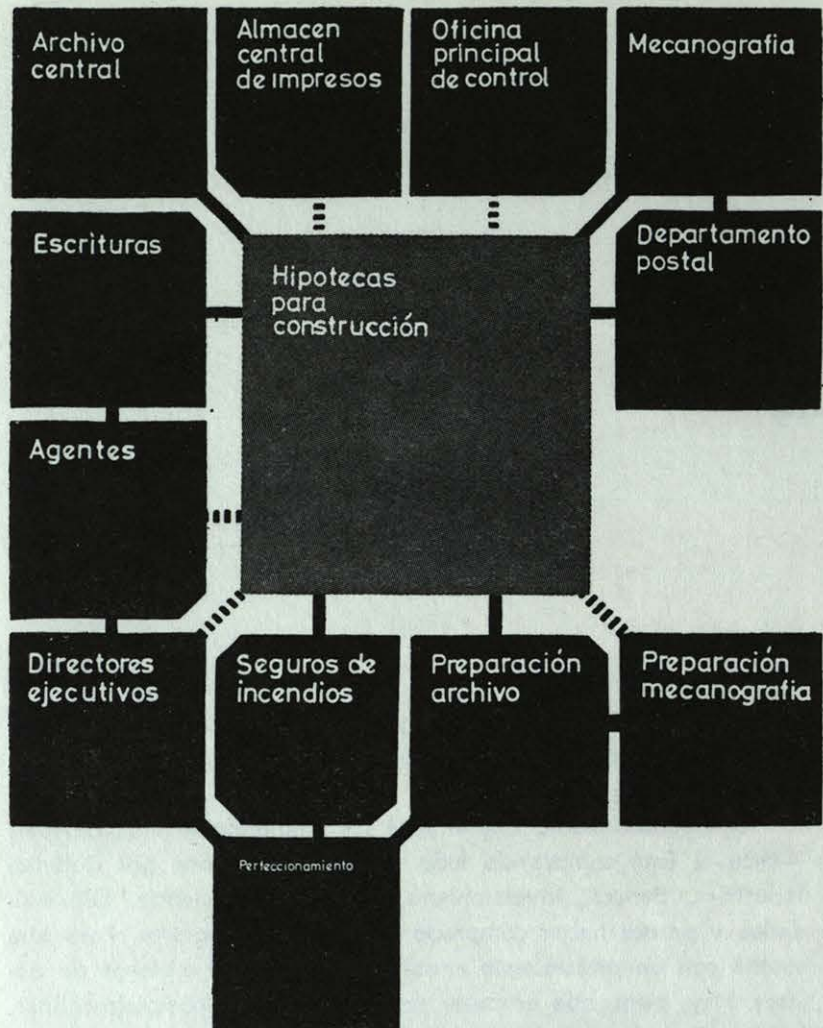 Archivo
central
Almacen
central
de impresos
Oficina
principal
de control
Mecanografia
Escrituras
Hipotecas
para
construcción
Departamento
postal
Agentes
Directores
ejecutivos
Seguros de
incendios
Preparación
archivo
Preparación
mecanografia
Perfeccionamiento